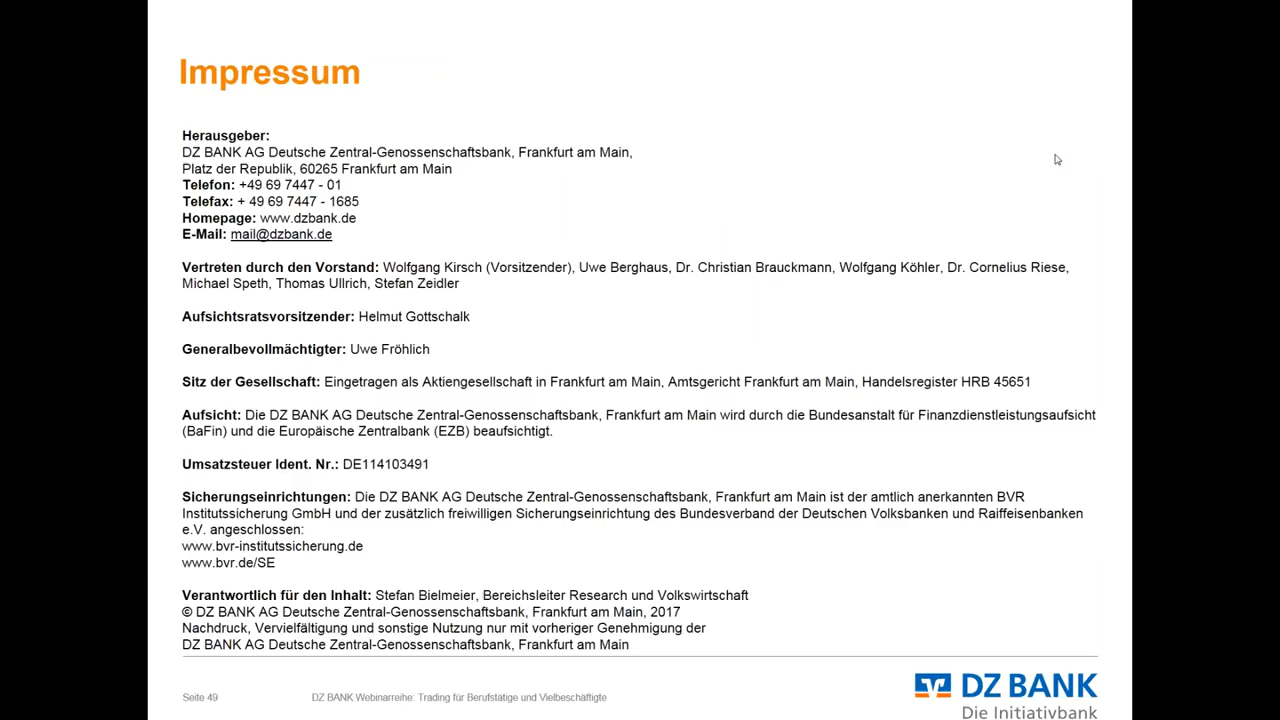 Impressum
Herausgeber:
DZ BANK AG Deutsche Zentral-Genossenschaftsbank, Frankfurt am Main,
Platz der Republik, 60265 Frankfurt am Main
Telefon: +49 69 7447 - 01
Telefax: + 49 69 7447 - 1685
Homepage: www.dzbank.de
E-Mail: mail@dzbank.de
Vertreten durch den Vorstand: Wolfgang Kirsch (Vorsitzender), Uwe Berghaus, Dr. Christian Brauckmann, Wolfgang Köhler, Dr. Cornelius Riese,
Michael Speth, Thomas Ullrich, Stefan Zeidler
Aufsichtsratsvorsitzender: Helmut Gottschalk
Generalbevollmächtigter: Uwe Fröhlich
Sitz der Gesellschaft: Eingetragen als Aktiengesellschaft in Frankfurt am Main, Amtsgericht Frankfurt am Main, Handelsregister HRB 45651
Aufsicht: Die DZ BANK AG Deutsche Zentral-Genossenschaftsbank, Frankfurt am Main wird durch die Bundesanstalt für Finanzdienstleistungsaufsicht
(BaFin) und die Europäische Zentralbank (EZB) beaufsichtigt.
Umsatzsteuer Ident. Nr.: DE114103491
Sicherungseinrichtungen: Die DZ BANK AG Deutsche Zentral-Genossenschaftsbank, Frankfurt am Main ist der amtlich anerkannten BVR
Institutssicherung GmbH und der zusätzlich freiwilligen Sicherungseinrichtung des Bundesverband der Deutschen Volksbanken und Raiffeisenbanken
e.V. angeschlossen:
www.bvr-institutssicherung.de
www.bvr.de/SE
Verantwortlich für den Inhalt: Stefan Bielmeier, Bereichsleiter Research und Volkswirtschaft
© DZ BANK AG Deutsche Zentral-Genossenschaftsbank, Frankfurt am Main, 2017
Nachdruck, Vervielfältigung und sonstige Nutzung nur mit vorheriger Genehmigung der
DZ BANK AG Deutsche Zentral-Genossenschaftsbank, Frankfurt am Main
Seite 49
DZ BANK Webinarreihe: Trading für Berufstätige und Vielbeschäftigte
DZ BANK
Die Initiativbank